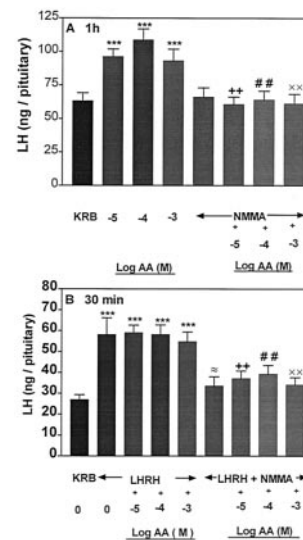 A 1h
LH (ng / pituitary)
125
100
75
50
25
0
*** *** *** ++ ## ××
KRB -5 -4 -3 NMMA
+ + +
-5 -4 -3
Log AA (M) Log AA (M)
B 30 min
LH (ng / pituitary)
80
70
60
50
40
30
20
10
0
*** *** *** *** ≈ ++ ## ××
KRB LHRH LHRH + NMMA
+ + + + + +
0 0 -5 -4 -3 -5 -4 -3
Log AA ( M ) Log AA (M)